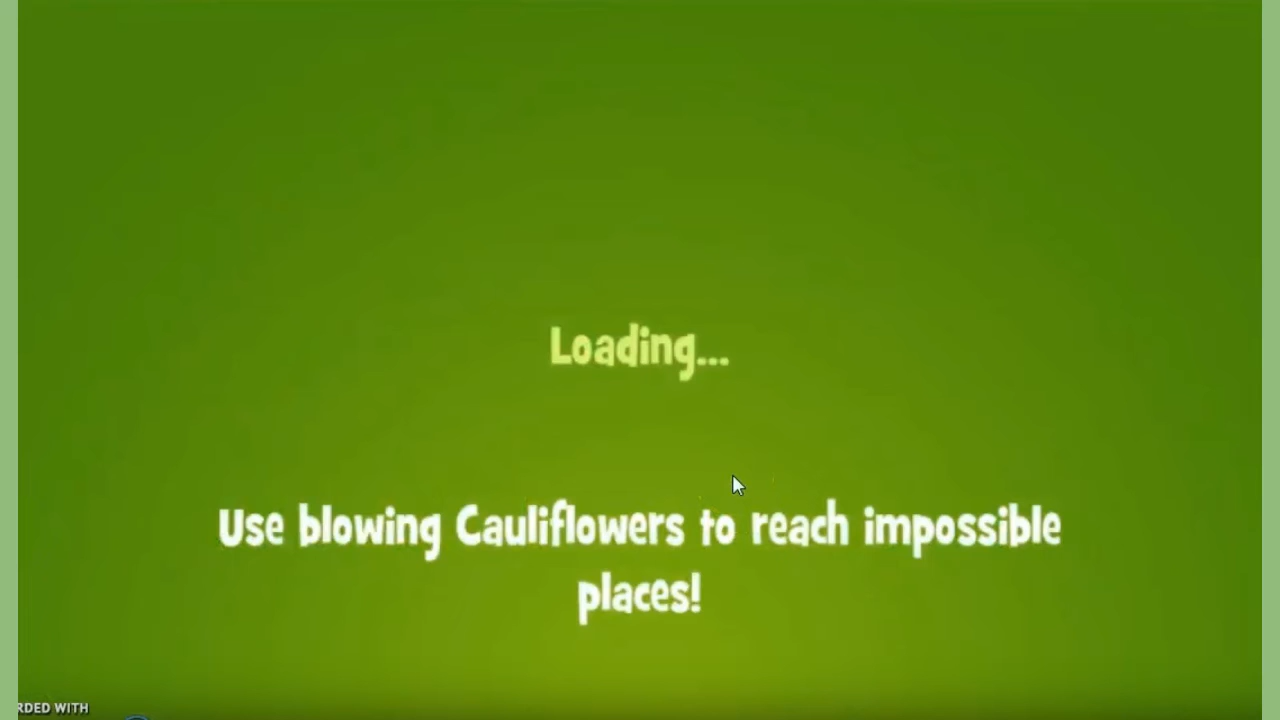 Loading...
Use blowing Cauliflowers to reach impossible
places!
RDED WITH